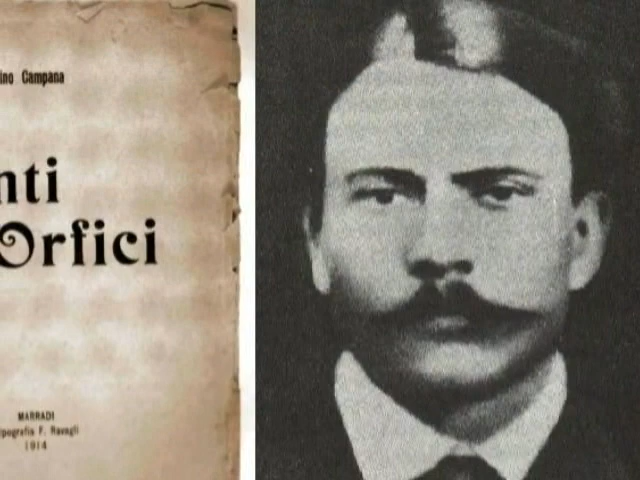 ino Campana
nti
Orfici
MARRADI
ipografia F. Ravagli
1914